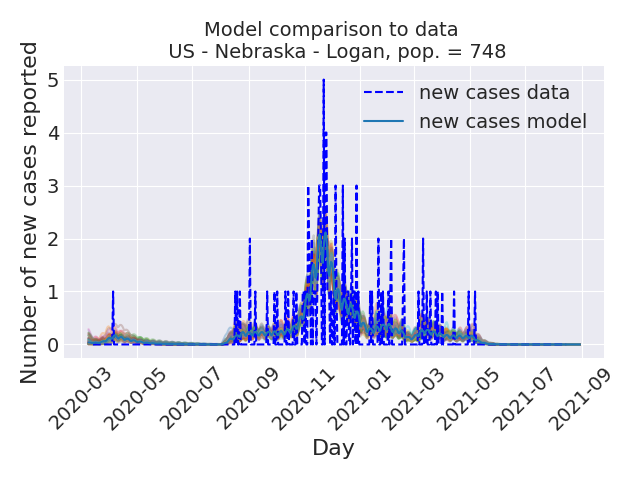 Model comparison to data
US - Nebraska - Logan, pop. = 748
Number of new cases reported
5
4
3
2
1
0
new cases data
new cases model
2020-03
2020-05
2020-07
2020-09
2020-11
2021-01
2021-03
2021-05
2021-07
2021-09
Day